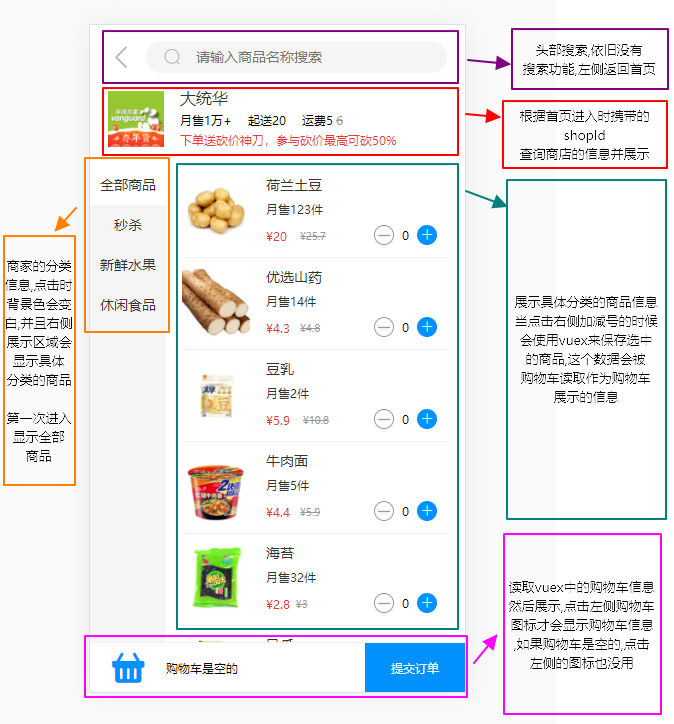 请输入商品名称搜索
头部搜索,依旧没有
搜索功能,左侧返回首页
大统华
月售1万+ 起送20 运费5 6
下单送砍价神刀，参与砍价最高可砍50%
vanguard
办年货
根据首页进入时携带的
shopId
查询商店的信息并展示
全部商品
秒杀
新鲜水果
休闲食品
商家的分类
信息,点击时
背景色会变
白,并且右侧
展示区域会
显示具体
分类的商品
第一次进入
显示全部
商品
荷兰土豆
月售123件
¥20 ¥25.7
0
优选山药
月售14件
¥4.3 ¥4.8
0
豆乳
月售2件
¥5.9 ¥10.8
0
牛肉面
月售5件
¥4.4 ¥5.9
0
海苔
月售32件
¥2.8 ¥3
0
展示具体分类的商品信息
当点击右侧加减号的时候
会使用vuex来保存选中
的商品,这个数据会被
购物车读取作为购物车
展示的信息
购物车是空的
提交订单
读取vuex中的购物车信息
然后展示,点击左侧购物车
图标才会显示购物车信息
,如果购物车是空的,点击
左侧的图标也没用